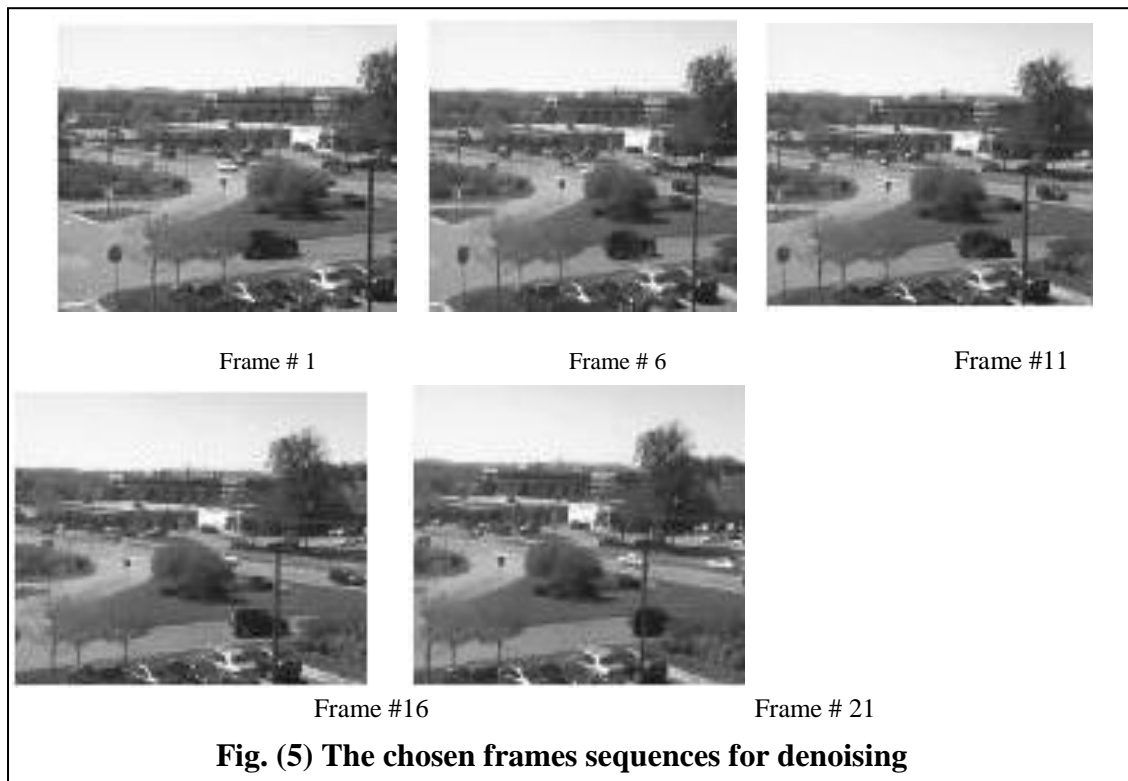 Frame # 1
Frame # 6
Frame #11
Frame #16
Frame # 21
Fig. (5) The chosen frames sequences for denoising